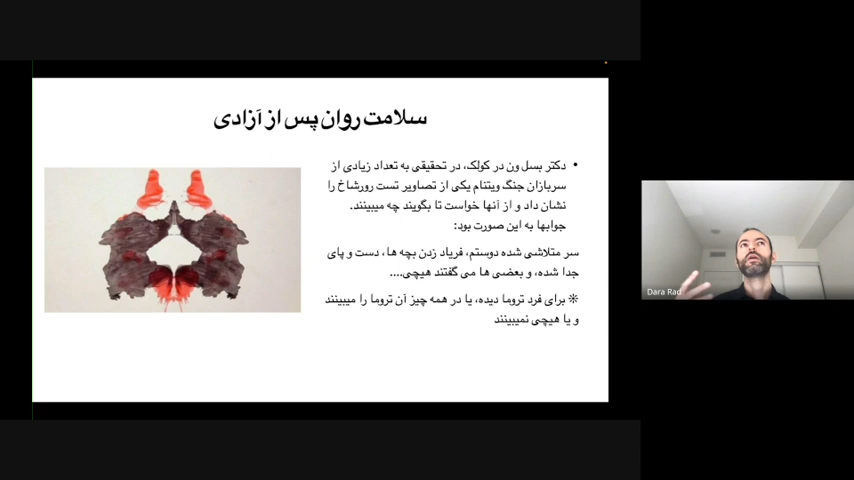 سلامت روان پس از آزادی
• دکتر بسل ون در کولک، در تحقیقی به تعداد زیادی از
سربازان جنگ ویتنام یکی از تصاویر تست رورشاخ را
نشان داد و از آنها خواست تا بگویند چه میبینند.
جوابها به این صورت بود:
سر متلاشی شده دوستم، فریاد زدن بچه ها، دست و پای
جدا شده، و بعضی ها می گفتند هیچی....
※ برای فرد تروما دیده، یا در همه چیز آن تروما را میبینند
و یا هیچی نمیبینند
Dara Rad